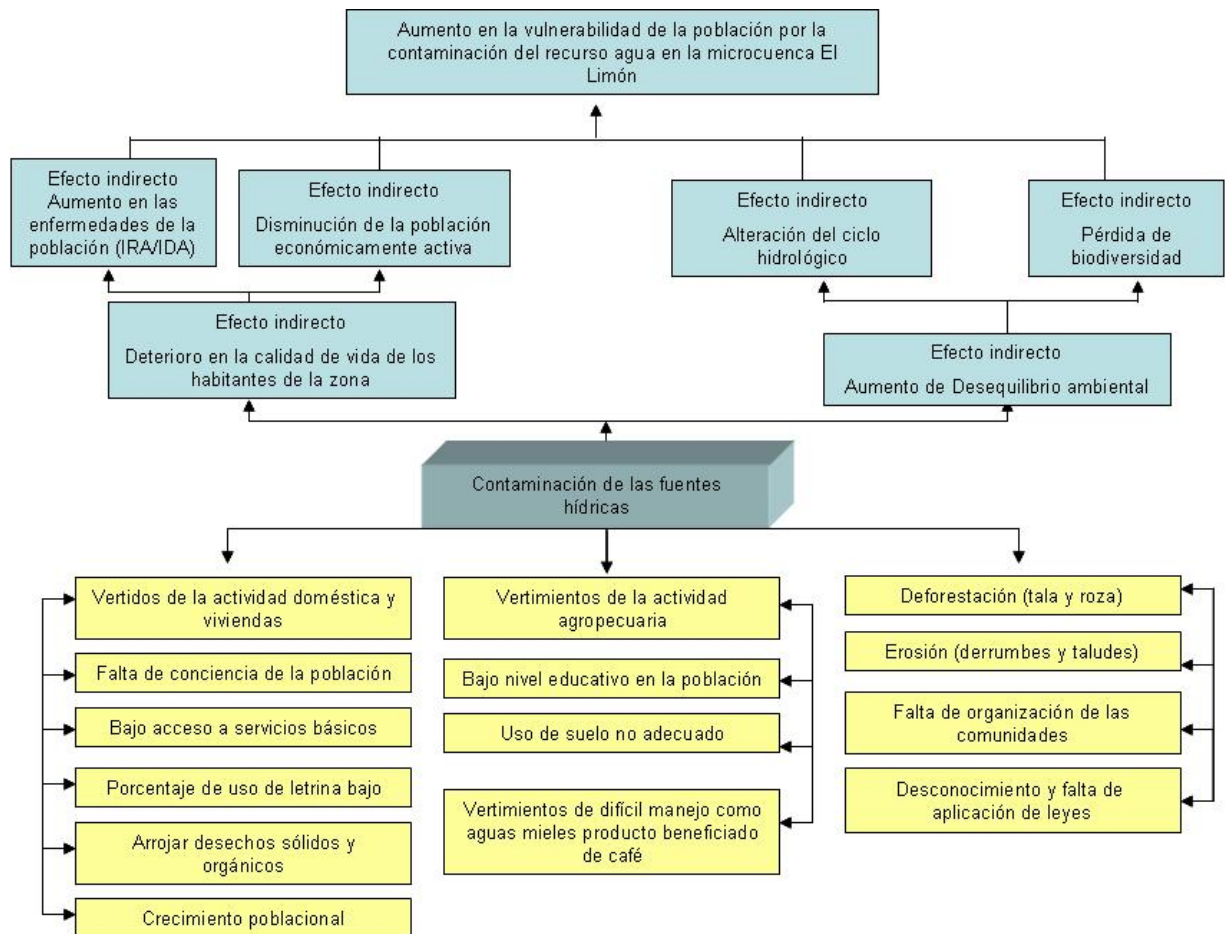 Aumento en la vulnerabilidad de la población por la
contaminación del recurso agua en la microcuenca El
Limón
Efecto indirecto
Aumento en las
enfermedades de la
población (IRA/IDA)
Efecto indirecto
Disminución de la población
económicamente activa
Efecto indirecto
Alteración del ciclo
hidrológico
Efecto indirecto
Pérdida de
biodiversidad
Efecto indirecto
Deterioro en la calidad de vida de los
habitantes de la zona
Efecto indirecto
Aumento de Desequilibrio ambiental
Contaminación de las fuentes
hídricas
Vertidos de la actividad doméstica y
viviendas
Falta de conciencia de la población
Bajo acceso a servicios básicos
Porcentaje de uso de letrina bajo
Arrojar desechos sólidos y
orgánicos
Crecimiento poblacional
Vertimientos de la actividad
agropecuaria
Bajo nivel educativo en la población
Uso de suelo no adecuado
Vertimientos de difícil manejo como
aguas mieles producto beneficiado
de café
Deforestación (tala y roza)
Erosión (derrumbes y taludes)
Falta de organización de las
comunidades
Desconocimiento y falta de
aplicación de leyes